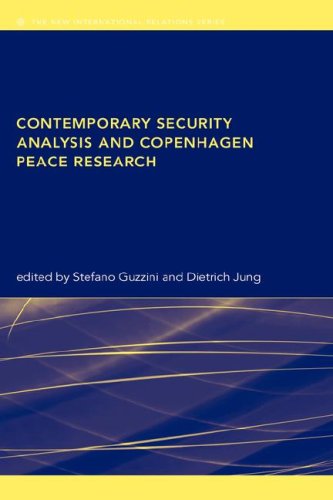 THE NEW INTERNATIONAL RELATIONS SERIES
CONTEMPORARY SECURITY
ANALYSIS AND COPENHAGEN
PEACE RESEARCH
edited by Stefano Guzzini and Dietrich Jung